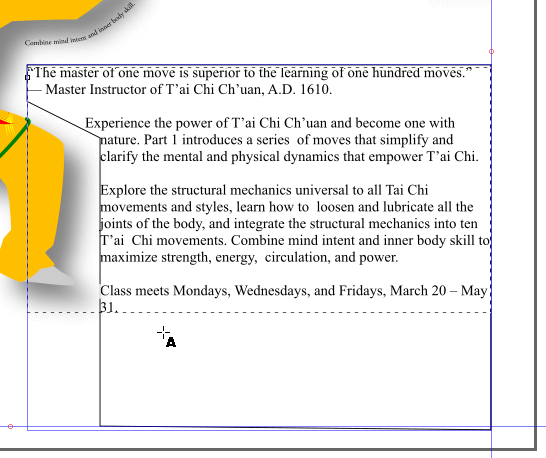 Combine mind intent and inner body skill.
“The master of one move is superior to the learning of one hundred moves.”
— Master Instructor of T’ai Chi Ch’uan, A.D. 1610.
Experience the power of T’ai Chi Ch’uan and become one with
nature. Part 1 introduces a series  of moves that simplify and
clarify the mental and physical dynamics that empower T’ai Chi.
Explore the structural mechanics universal to all Tai Chi
movements and styles, learn how to  loosen and lubricate all the
joints of the body, and integrate the structural mechanics into ten
T’ai  Chi movements. Combine mind intent and inner body skill to
maximize strength, energy,  circulation, and power.
Class meets Mondays, Wednesdays, and Fridays, March 20 – May
31.
A